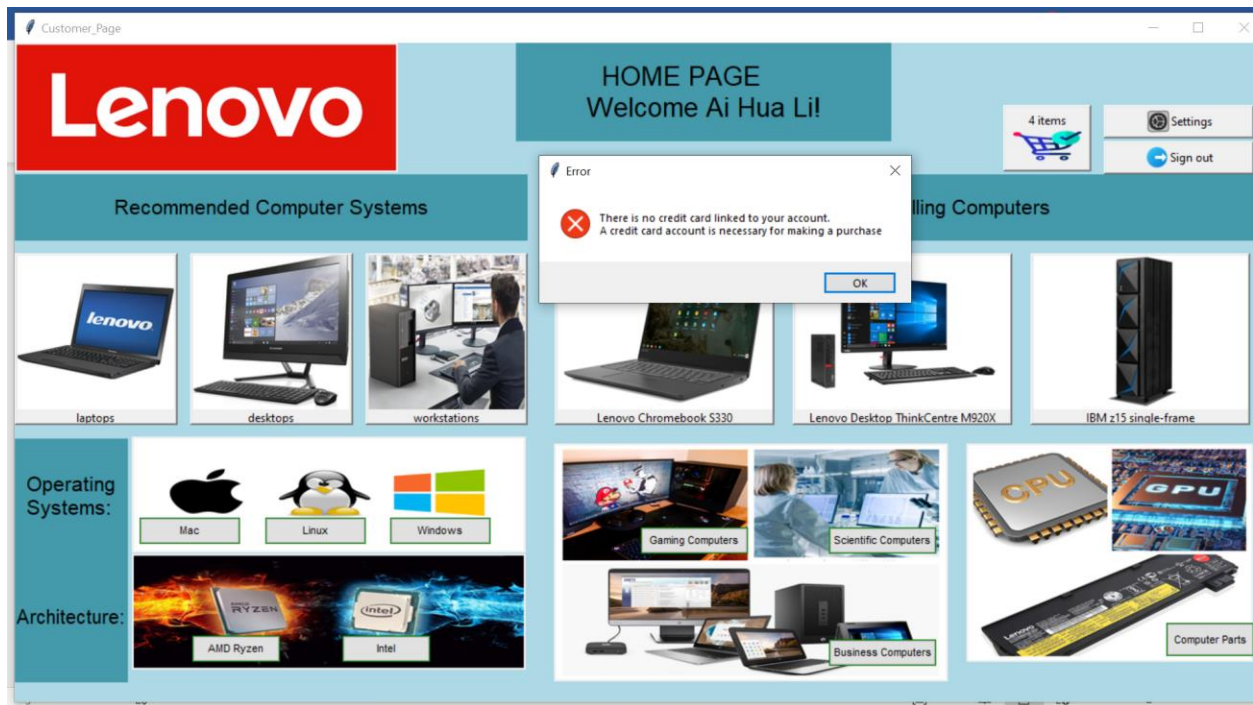 Customer_Page
Lenovo
HOME PAGE
Welcome Ai Hua Li!
4 items
Settings
Sign out
Error
There is no credit card linked to your account.
A credit card account is necessary for making a purchase
OK
Recommended Computer Systems
lling Computers
lenovo
laptops
desktops
workstations
Lenovo Chromebook S330
Lenovo Desktop ThinkCentre M920X
IBM z15 single-frame
Operating
Systems:
Mac
Linux
Windows
Architecture:
AMD
RYZEN
intel
AMD Ryzen
Intel
Gaming Computers
Scientific Computers
Business Computers
CPU
GPU
Lenovo
Computer Parts